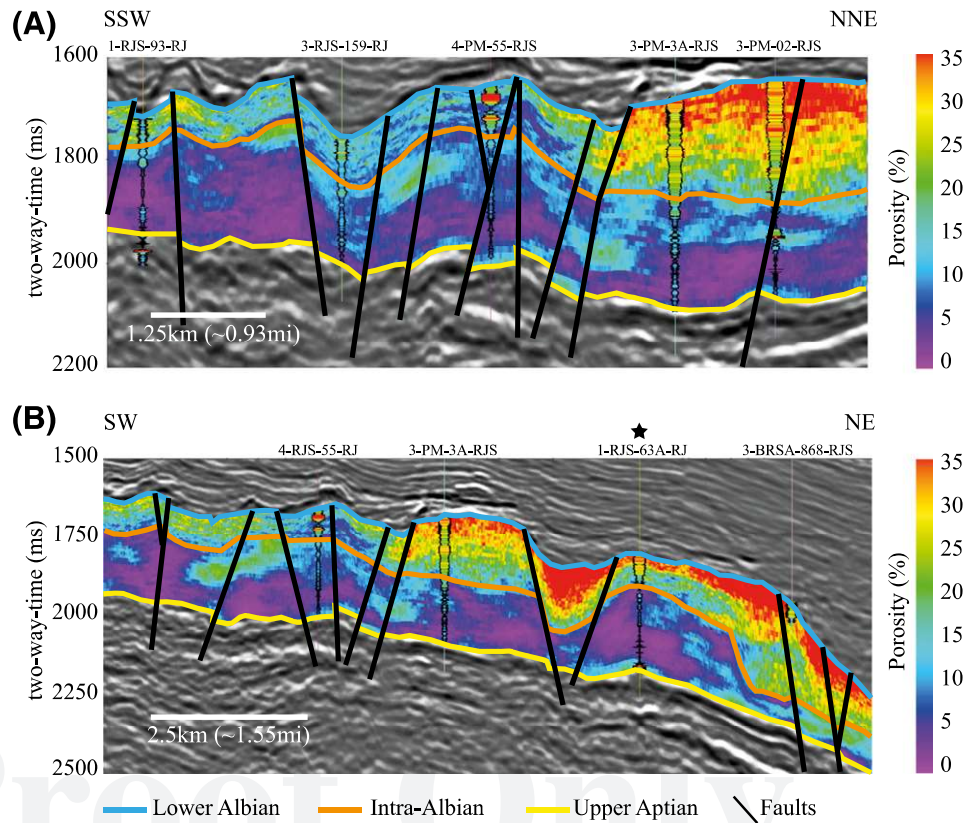 (A)
SSW NNE
1-RJS-93-RJ 3-RJS-159-RJ 4-PM-55-RJS 3-PM-3A-RJS 3-PM-02-RJS
1600
1800
2000
2200
two-way-time (ms)
1.25km (~0.93mi)
35
30
25
20
15
10
5
0
Porosity (%)
(B)
SW NE
4-RJS-55-RJ 3-PM-3A-RJS 1-RJS-63A-RJ 3-BRSA-868-RJS
1500
1750
2000
2250
2500
two-way-time (ms)
2.5km (~1.55mi)
35
30
25
20
15
10
5
0
Porosity (%)
Lower Albian Intra-Albian Upper Aptian Faults
Proof Only